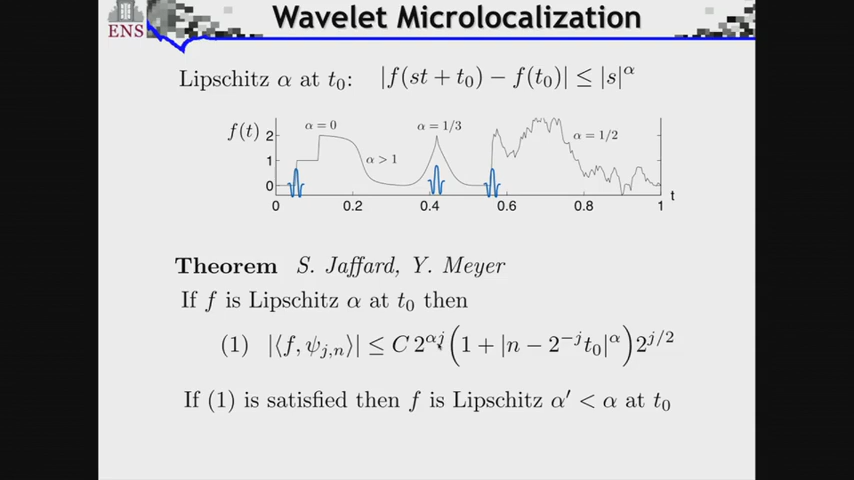 ENS
Wavelet Microlocalization
Lipschitz α at t₀: |f(st + t₀) − f(t₀)| ≤ |s|^α
f(t)
2
1
0
α = 0
α > 1
α = 1/3
α = 1/2
0 0.2 0.4 0.6 0.8 1
t
Theorem S. Jaffard, Y. Meyer
If f is Lipschitz α at t₀ then
(1) |⟨f, ψ_{j,n}⟩| ≤ C 2^{αj} (1 + |n − 2^{−j}t₀|^α) 2^{j/2}
If (1) is satisfied then f is Lipschitz α′ < α at t₀